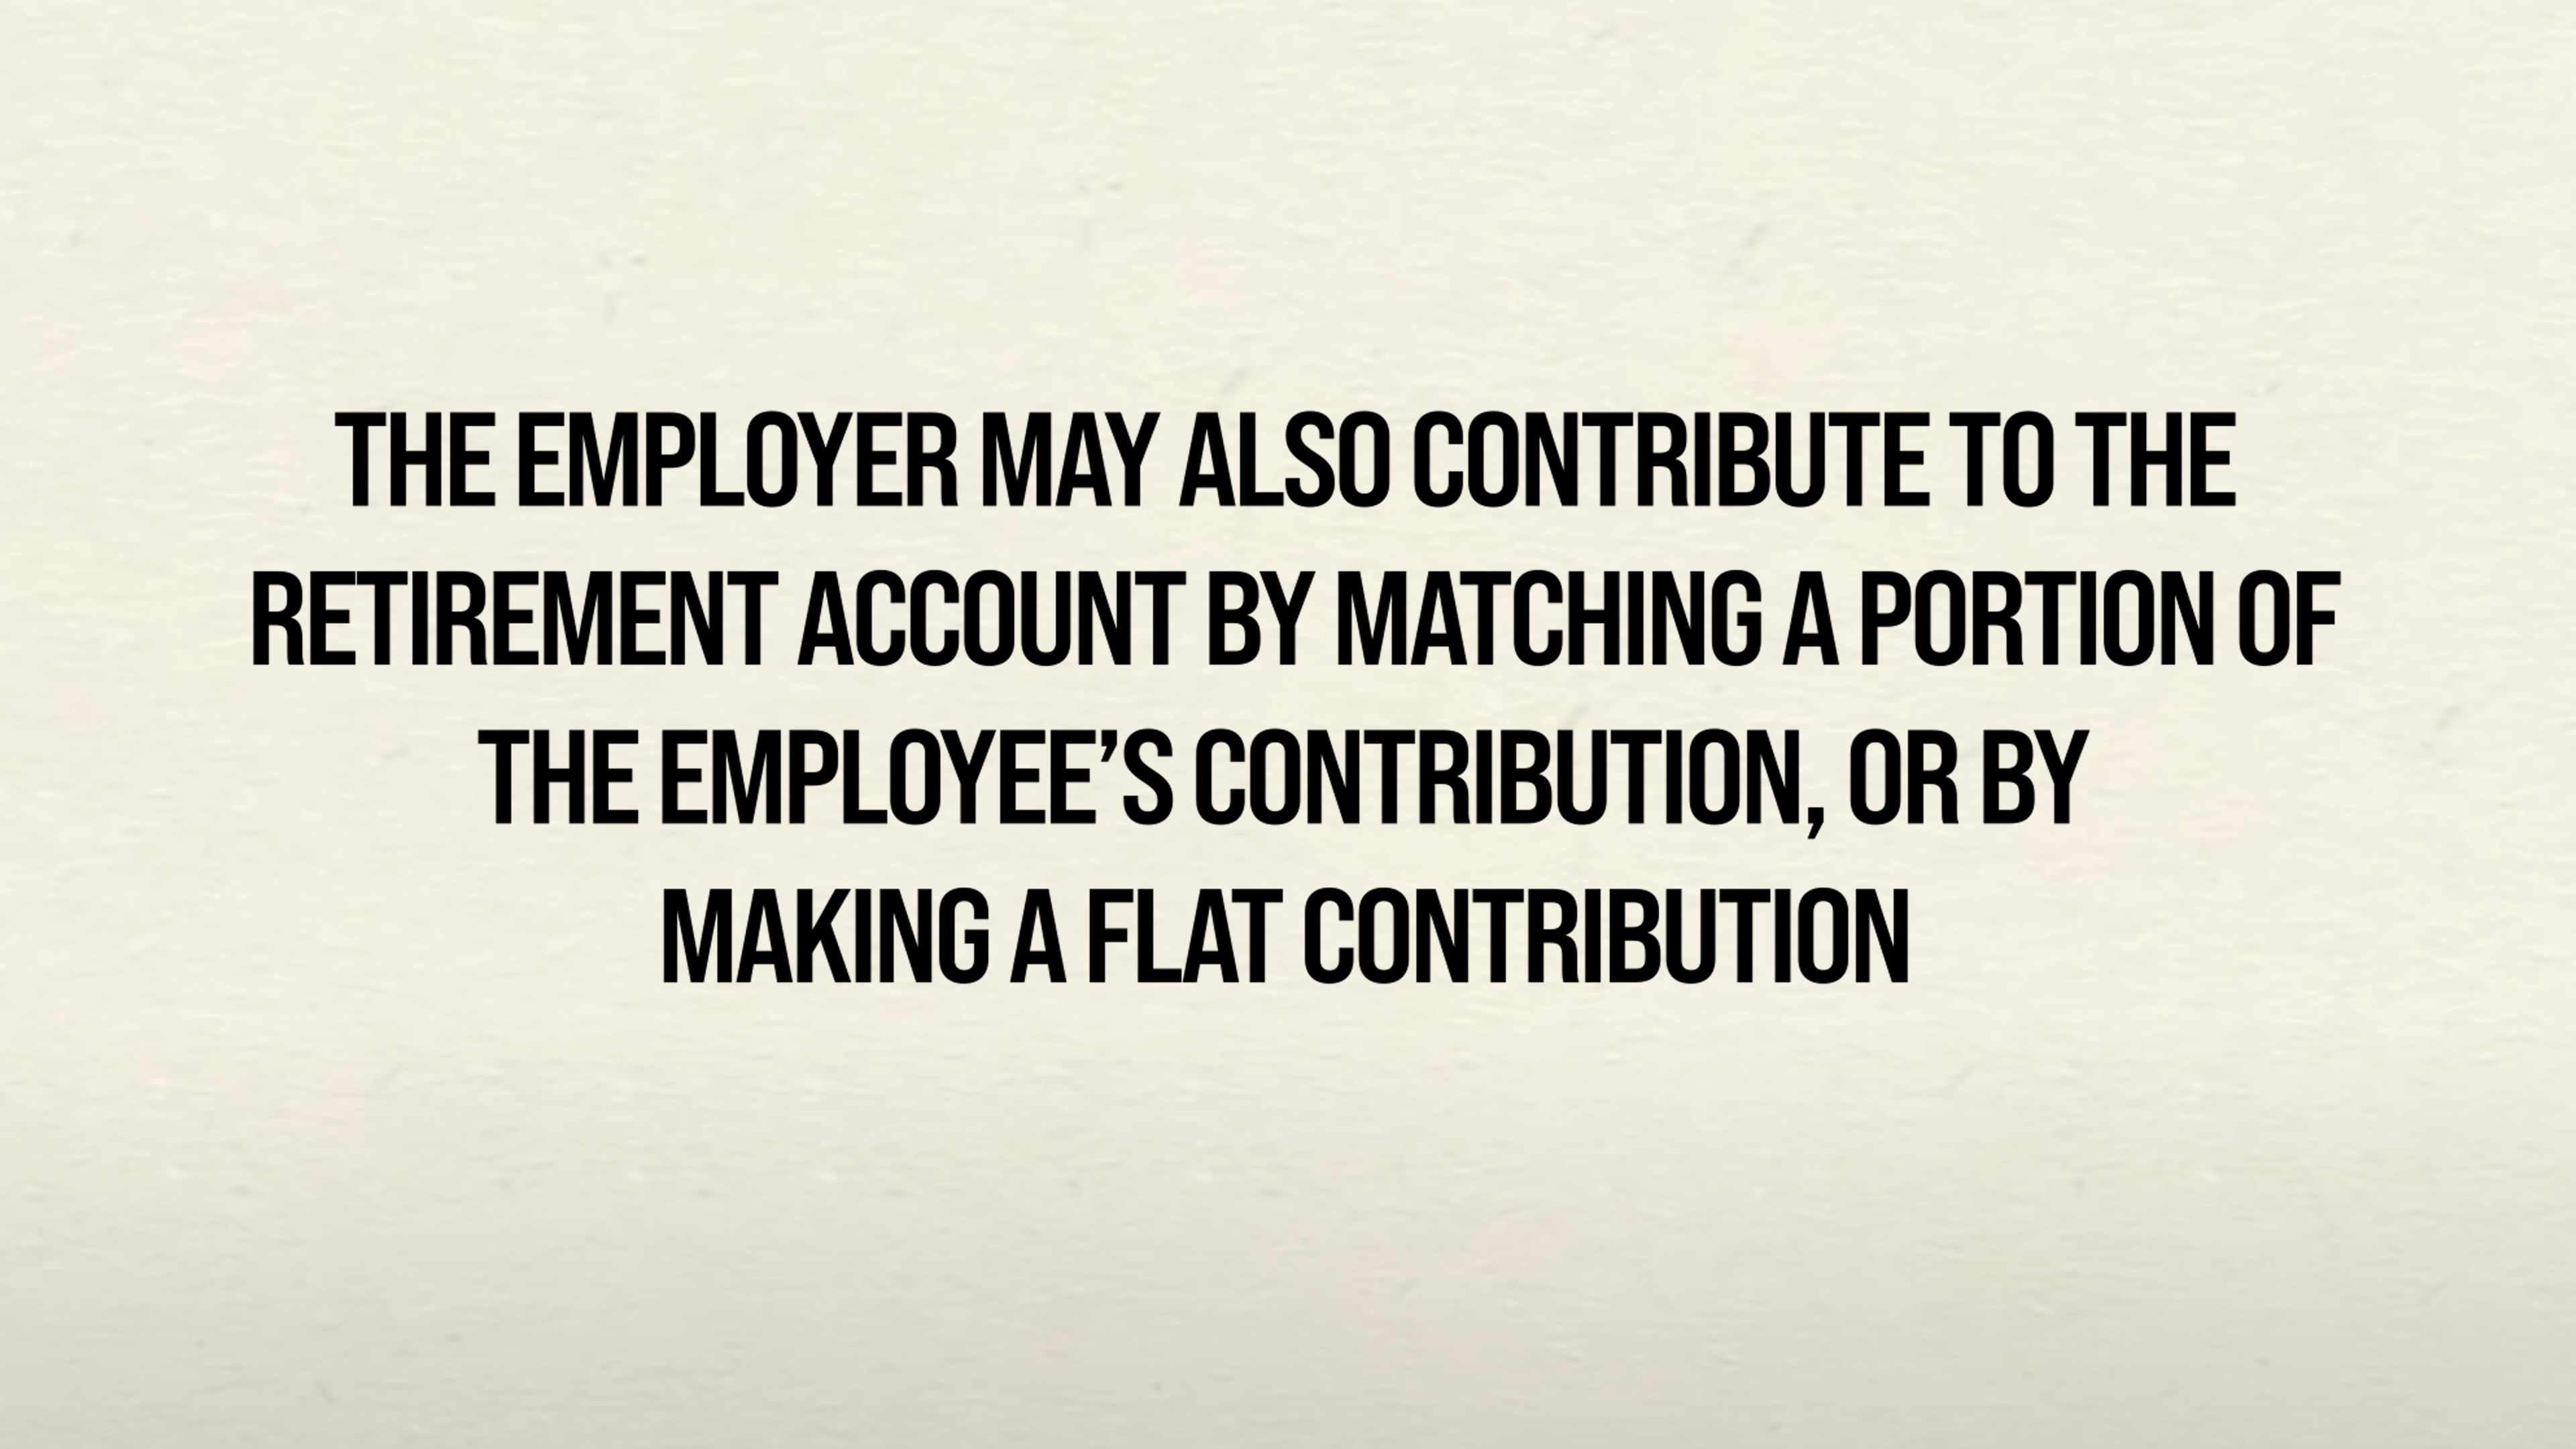 THE EMPLOYER MAY ALSO CONTRIBUTE TO THE
RETIREMENT ACCOUNT BY MATCHING A PORTION OF
THE EMPLOYEE’S CONTRIBUTION, OR BY
MAKING A FLAT CONTRIBUTION